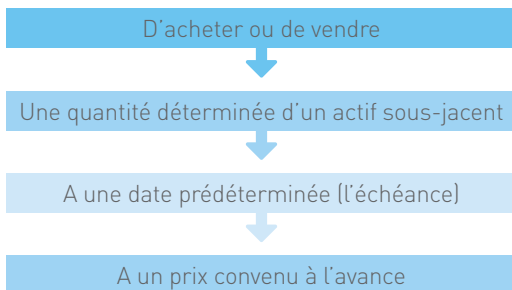 D'acheter ou de vendre
Une quantité déterminée d'un actif sous-jacent
A une date prédéterminée (l'échéance)
A un prix convenu à l'avance